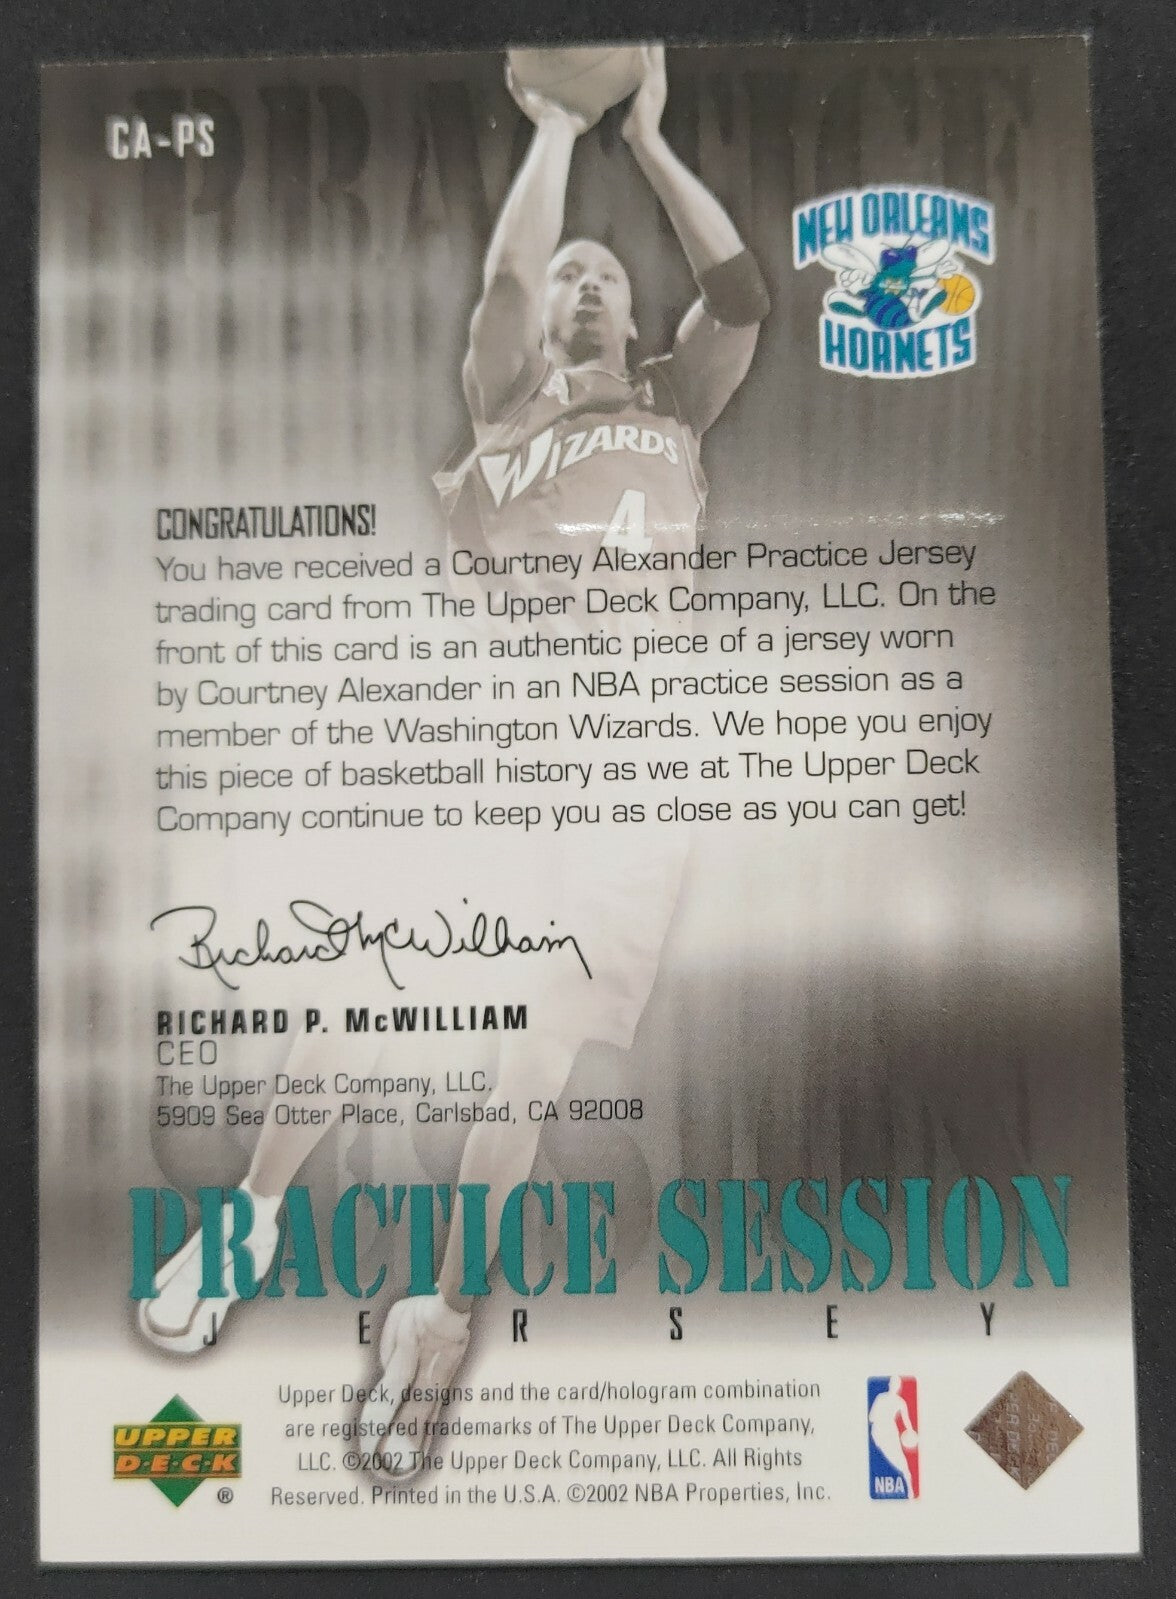 PRACTICE
CA-PS
NEW ORLEANS
HORNETS
WIZARDS
4
CONGRATULATIONS!
You have received a Courtney Alexander Practice Jersey
trading card from The Upper Deck Company, LLC. On the
front of this card is an authentic piece of a jersey worn
by Courtney Alexander in an NBA practice session as a
member of the Washington Wizards. We hope you enjoy
this piece of basketball history as we at The Upper Deck
Company continue to keep you as close as you can get!
Richard McWilliam
RICHARD P. McWILLIAM
CEO
The Upper Deck Company, LLC.
5909 Sea Otter Place, Carlsbad, CA 92008
PRACTICE SESSION
JERSEY
UPPER
D·E·C·K
®
Upper Deck, designs and the card/hologram combination
are registered trademarks of The Upper Deck Company,
LLC. ©2002 The Upper Deck Company, LLC. All Rights
Reserved. Printed in the U.S.A. ©2002 NBA Properties, Inc.
NBA